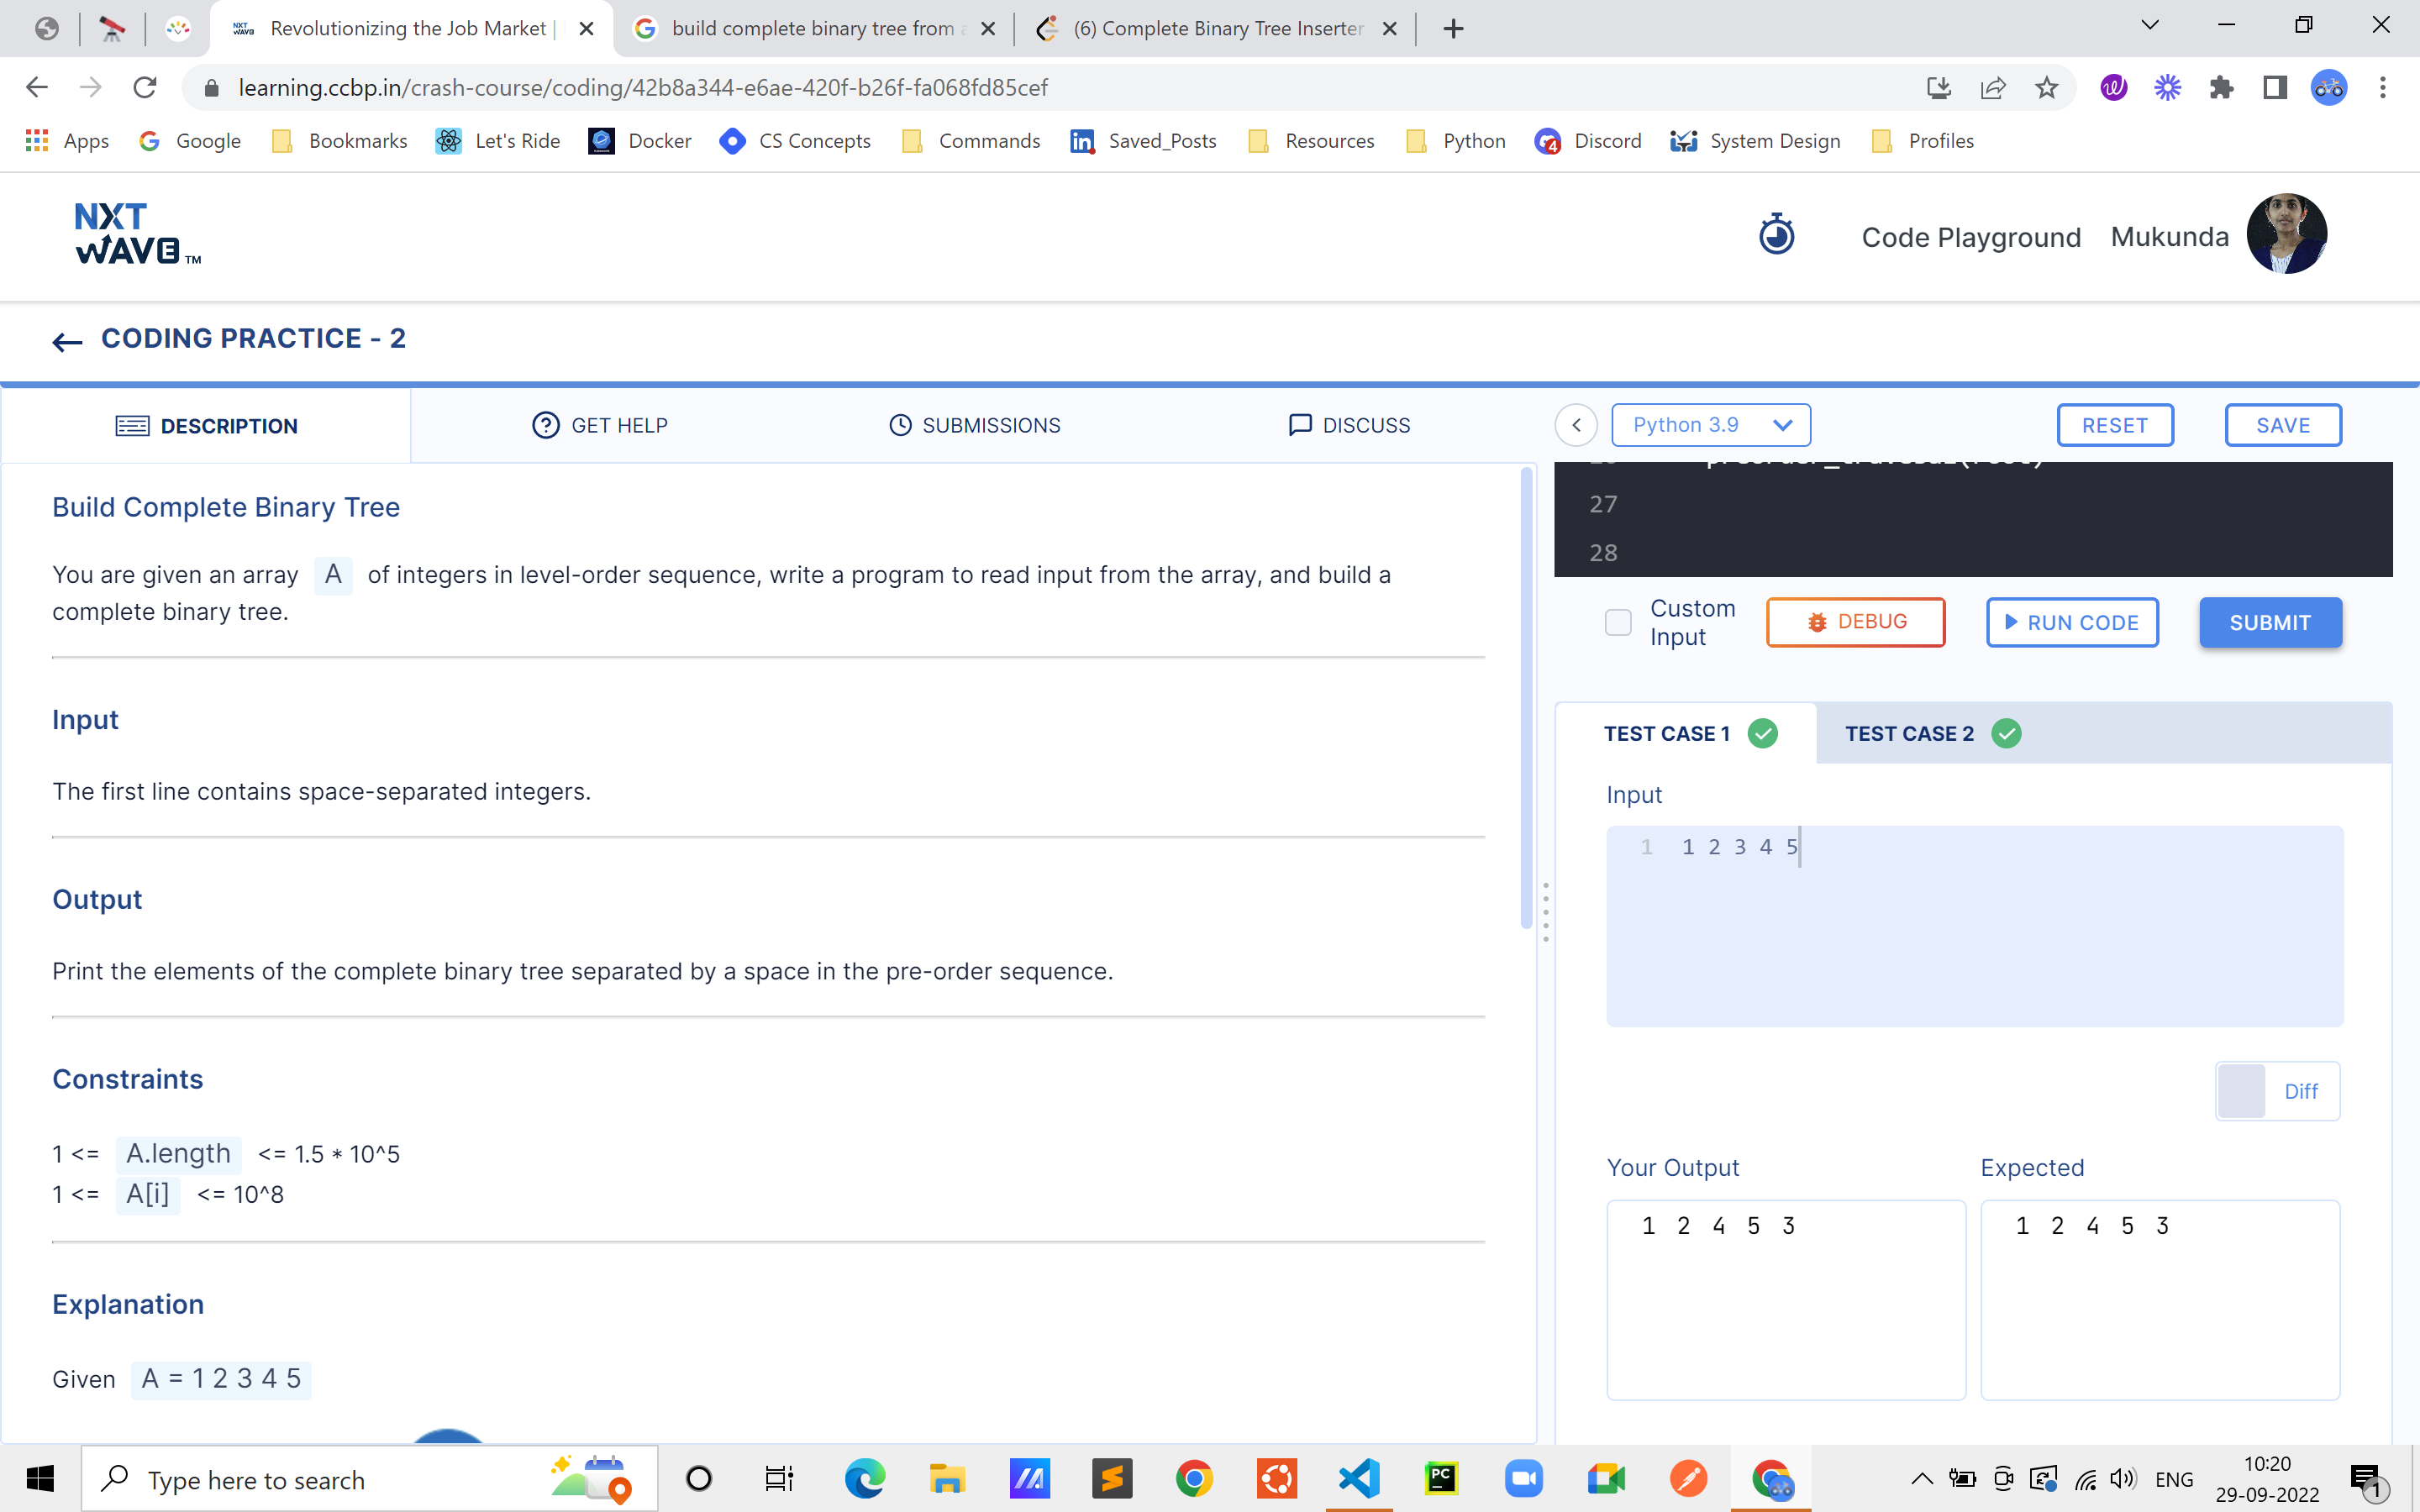 Revolutionizing the Job Market |
build complete binary tree from a
(6) Complete Binary Tree Inserter
learning.ccbp.in/crash-course/coding/42b8a344-e6ae-420f-b26f-fa068fd85cef
Apps Google Bookmarks Let's Ride Docker CS Concepts Commands Saved_Posts Resources Python Discord System Design Profiles
NXT
WAVE TM
Code Playground Mukunda
CODING PRACTICE - 2
DESCRIPTION GET HELP SUBMISSIONS DISCUSS
Python 3.9 RESET SAVE
27
28
Build Complete Binary Tree
You are given an array A of integers in level-order sequence, write a program to read input from the array, and build a
complete binary tree.
Input
The first line contains space-separated integers.
Output
Print the elements of the complete binary tree separated by a space in the pre-order sequence.
Constraints
1 <= A.length <= 1.5 * 10^5
1 <= A[i] <= 10^8
Explanation
Given A = 1 2 3 4 5
Custom
Input
DEBUG RUN CODE SUBMIT
TEST CASE 1 TEST CASE 2
Input
1 1 2 3 4 5
Diff
Your Output Expected
1 2 4 5 3 1 2 4 5 3
Type here to search
ENG
10:20
29-09-2022
1